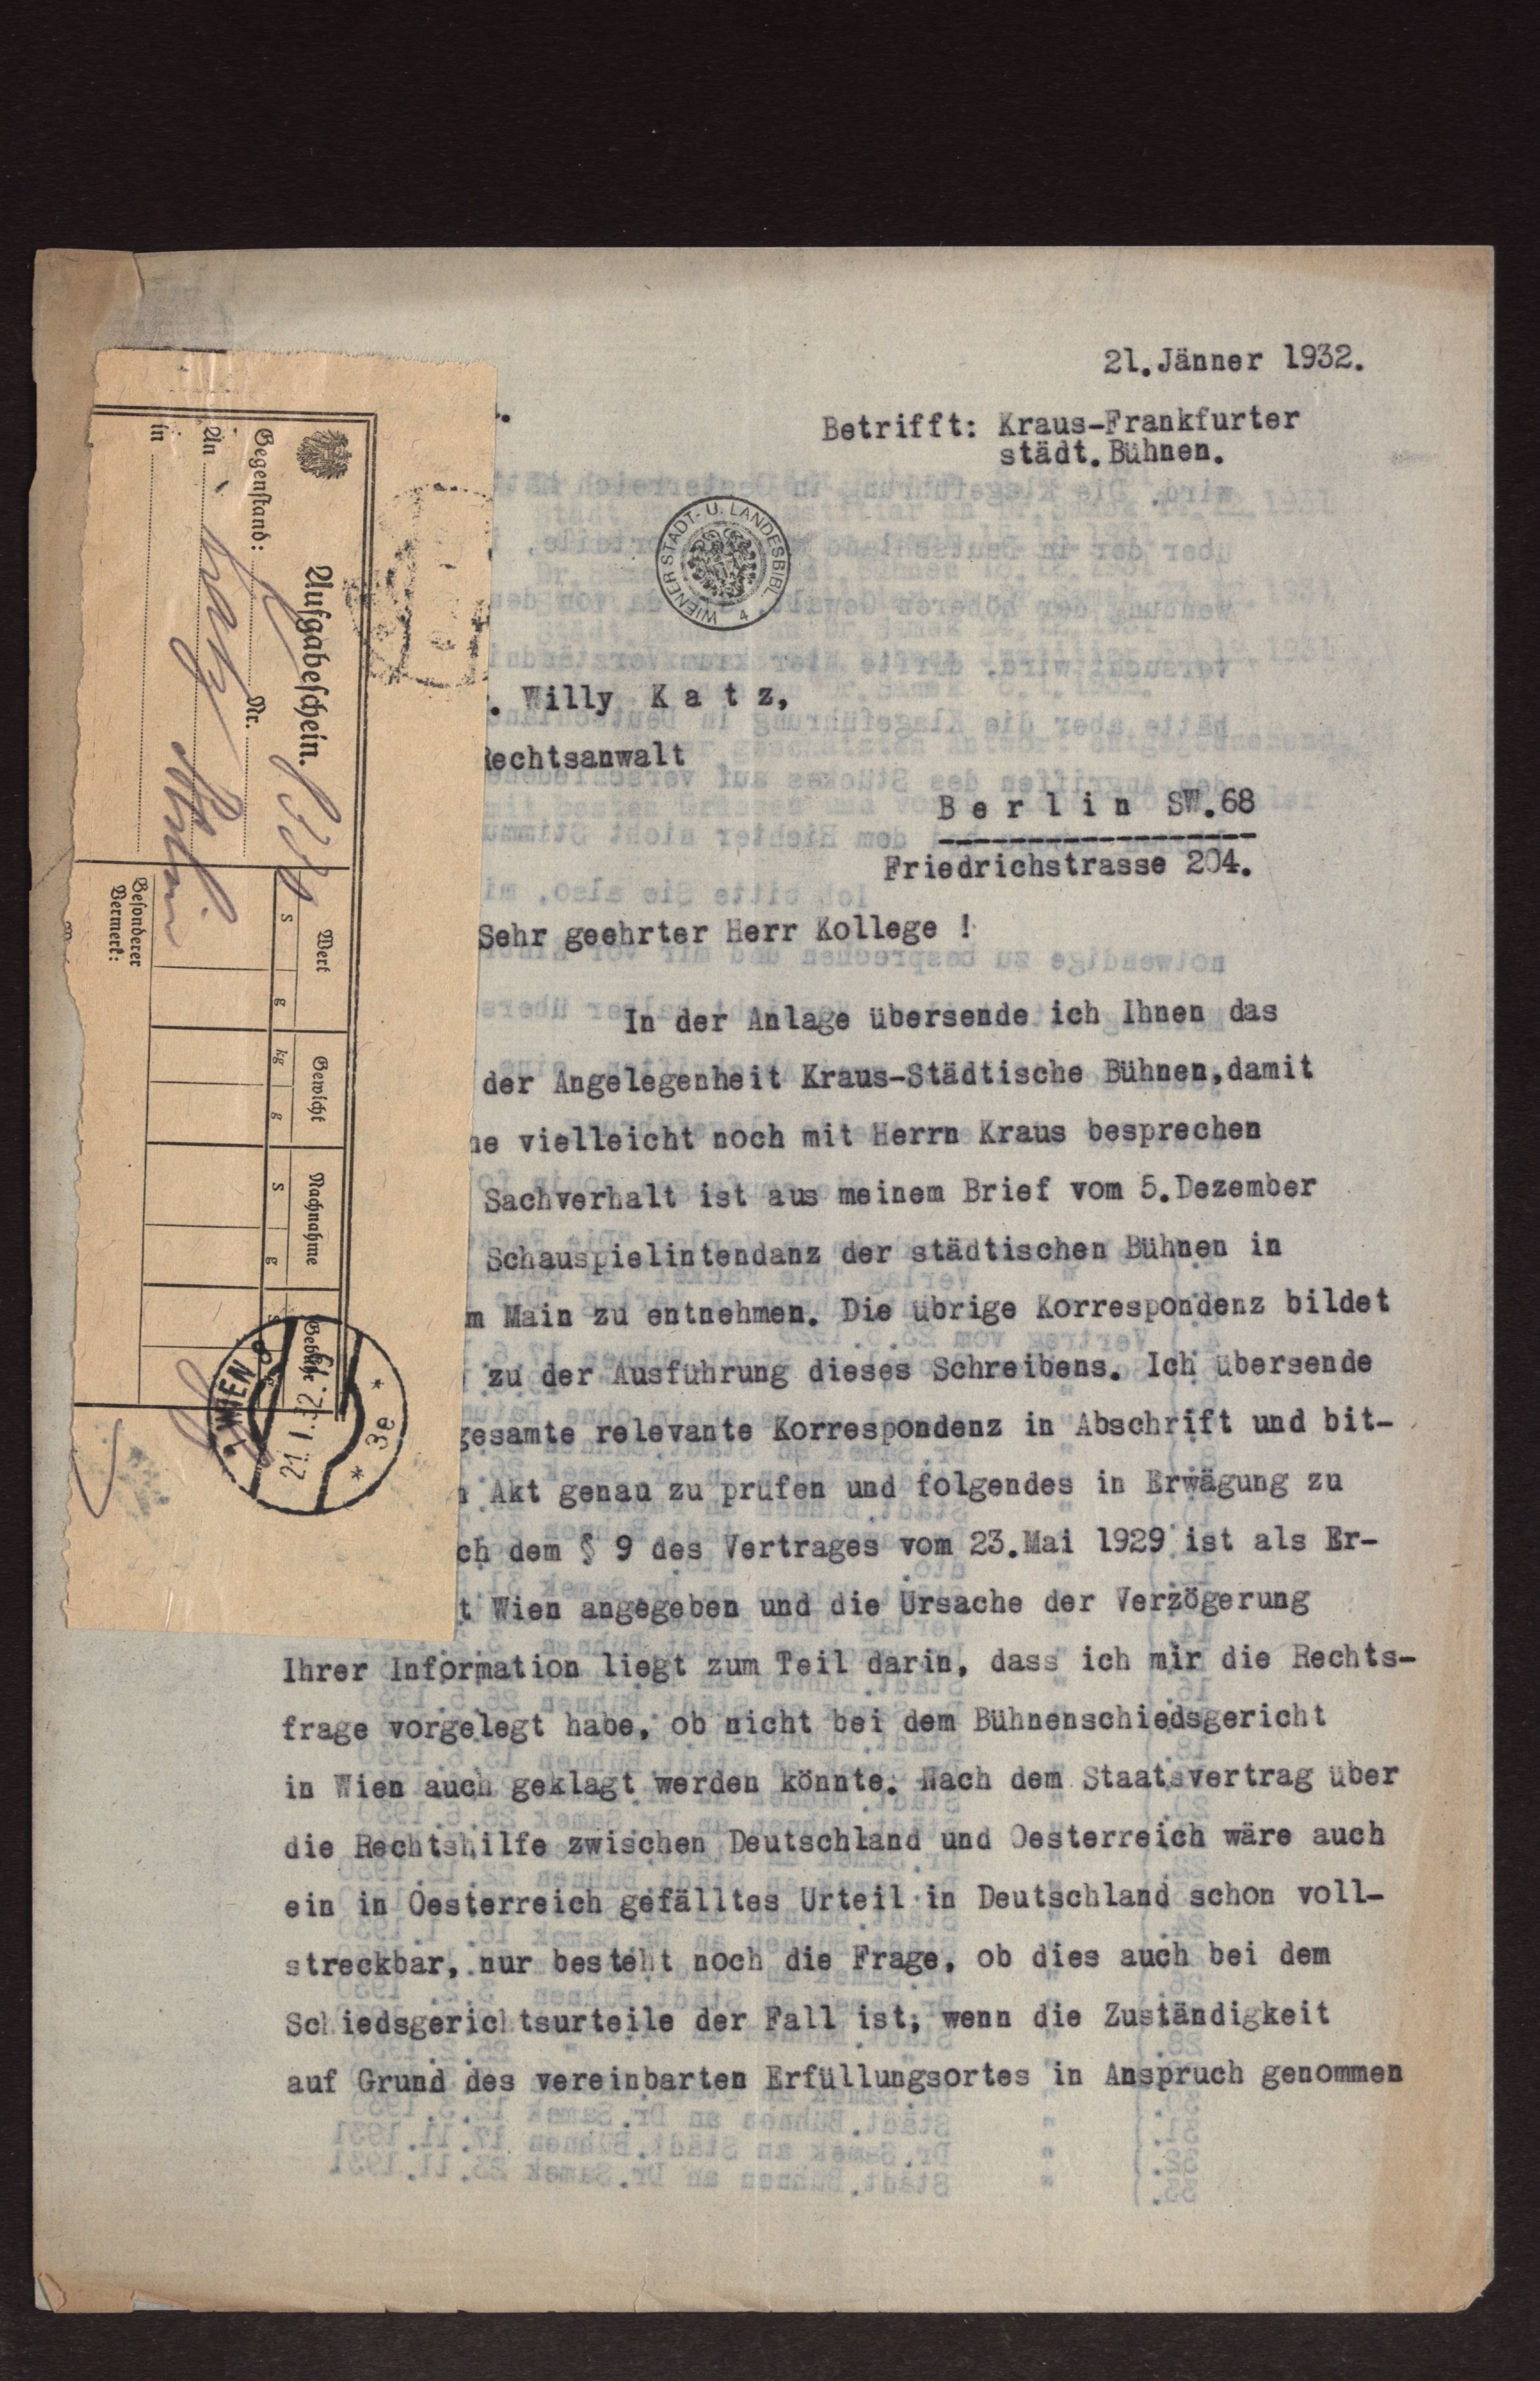 21.Jänner 1932.
Betrifft: Kraus-Frankfurter
städt.Bühnen.
WIENER STADT- U. LANDESBIBL. 4
. Willy K a t z,
Rechtsanwalt
B e r l i n SW.68
Friedrichstrasse 204.
Sehr geehrter Herr Kollege !
In der Anlage übersende ich Ihnen das
der Angelegenheit Kraus-Städtische Bühnen,damit
ne vielleicht noch mit Herrn Kraus besprechen
Sachverhalt ist aus meinem Brief vom 5.Dezember
Schauspielintendanz der städtischen Bühnen in
m Main zu entnehmen. Die übrige Korrespondenz bildet
zu der Ausführung dieses Schreibens. Ich übersende
gesamte relevante Korrespondenz in Abschrift und bit-
n Akt genau zu prüfen und folgendes in Erwägung zu
ch dem § 9 des Vertrages vom 23.Mai 1929 ist als Er-
t Wien angegeben und die Ursache der Verzögerung
Ihrer Information liegt zum Teil darin, dass ich mir die Rechts-
frage vorgelegt habe, ob nicht bei dem Bühnenschiedsgericht
in Wien auch geklagt werden könnte. Nach dem Staatsvertrag über
die Rechtshilfe zwischen Deutschland und Oesterreich wäre auch
ein in Oesterreich gefälltes Urteil in Deutschland schon voll-
streckbar, nur besteht noch die Frage, ob dies auch bei dem
Schiedsgerichtsurteile der Fall ist, wenn die Zuständigkeit
auf Grund des vereinbarten Erfüllungsortes in Anspruch genommen
Aufgabeschein.
Gegenstand: Nr.
An Katz
in Berlin
Wert
S g
Gewicht
kg g
Nachnahme
S g
Gebühr
S g
Besonderer
Vermerk:
WIEN 8
21.I.32
* 3e *